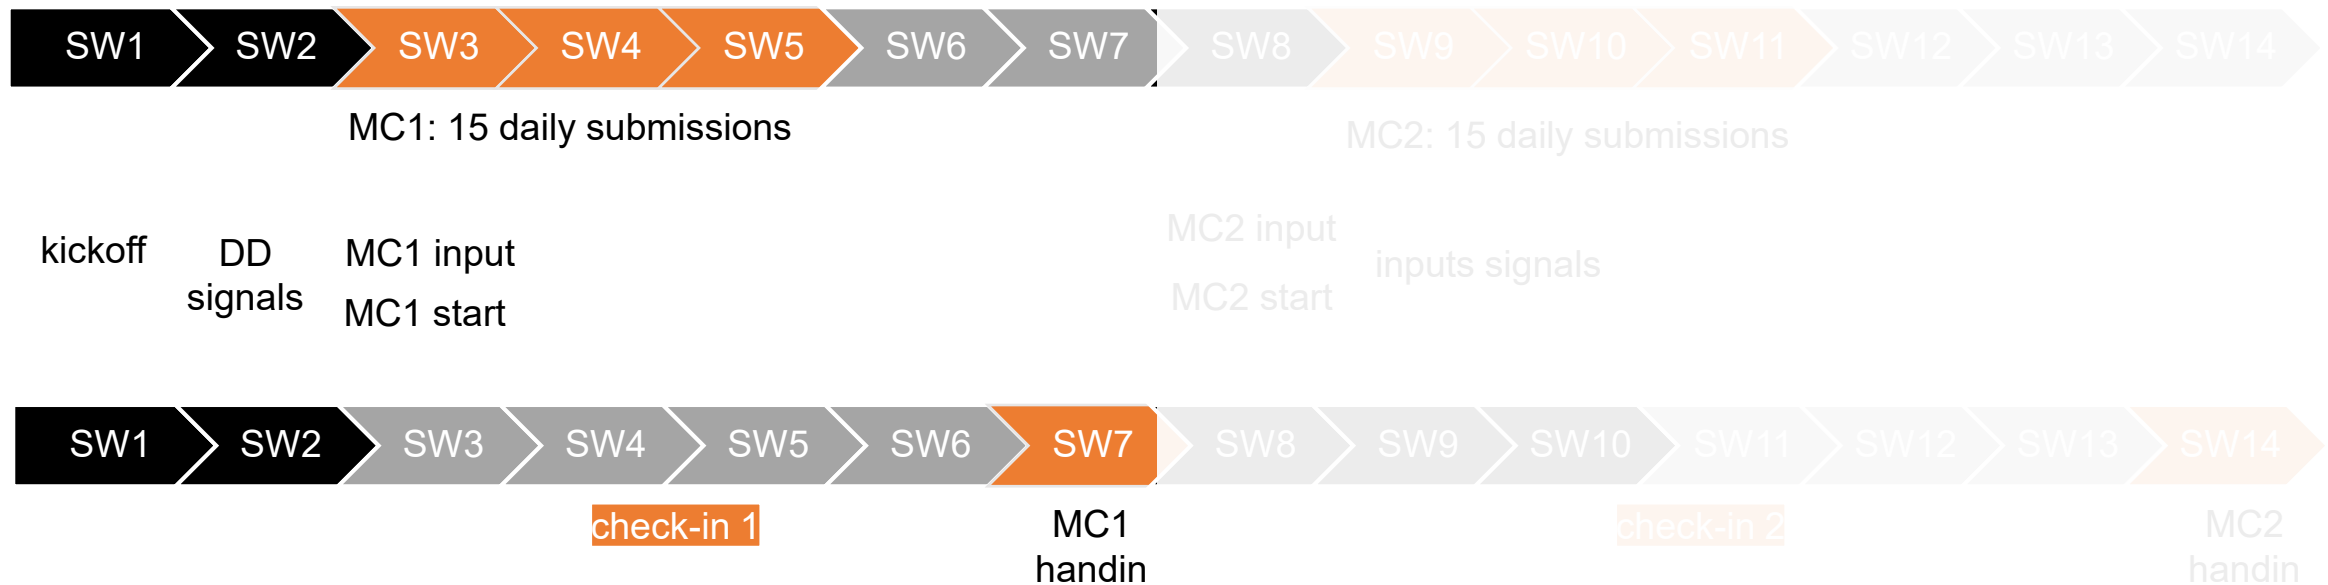 SW1 SW2 SW3 SW4 SW5 SW6 SW7 SW8 SW9 SW10 SW11 SW12 SW13 SW14
MC1: 15 daily submissions
MC2: 15 daily submissions
kickoff
DD
signals
MC1 input
MC1 start
MC2 input
MC2 start
inputs signals
SW1 SW2 SW3 SW4 SW5 SW6 SW7 SW8 SW9 SW10 SW11 SW12 SW13 SW14
check-in 1
MC1
handin
check-in 2
MC2
handin